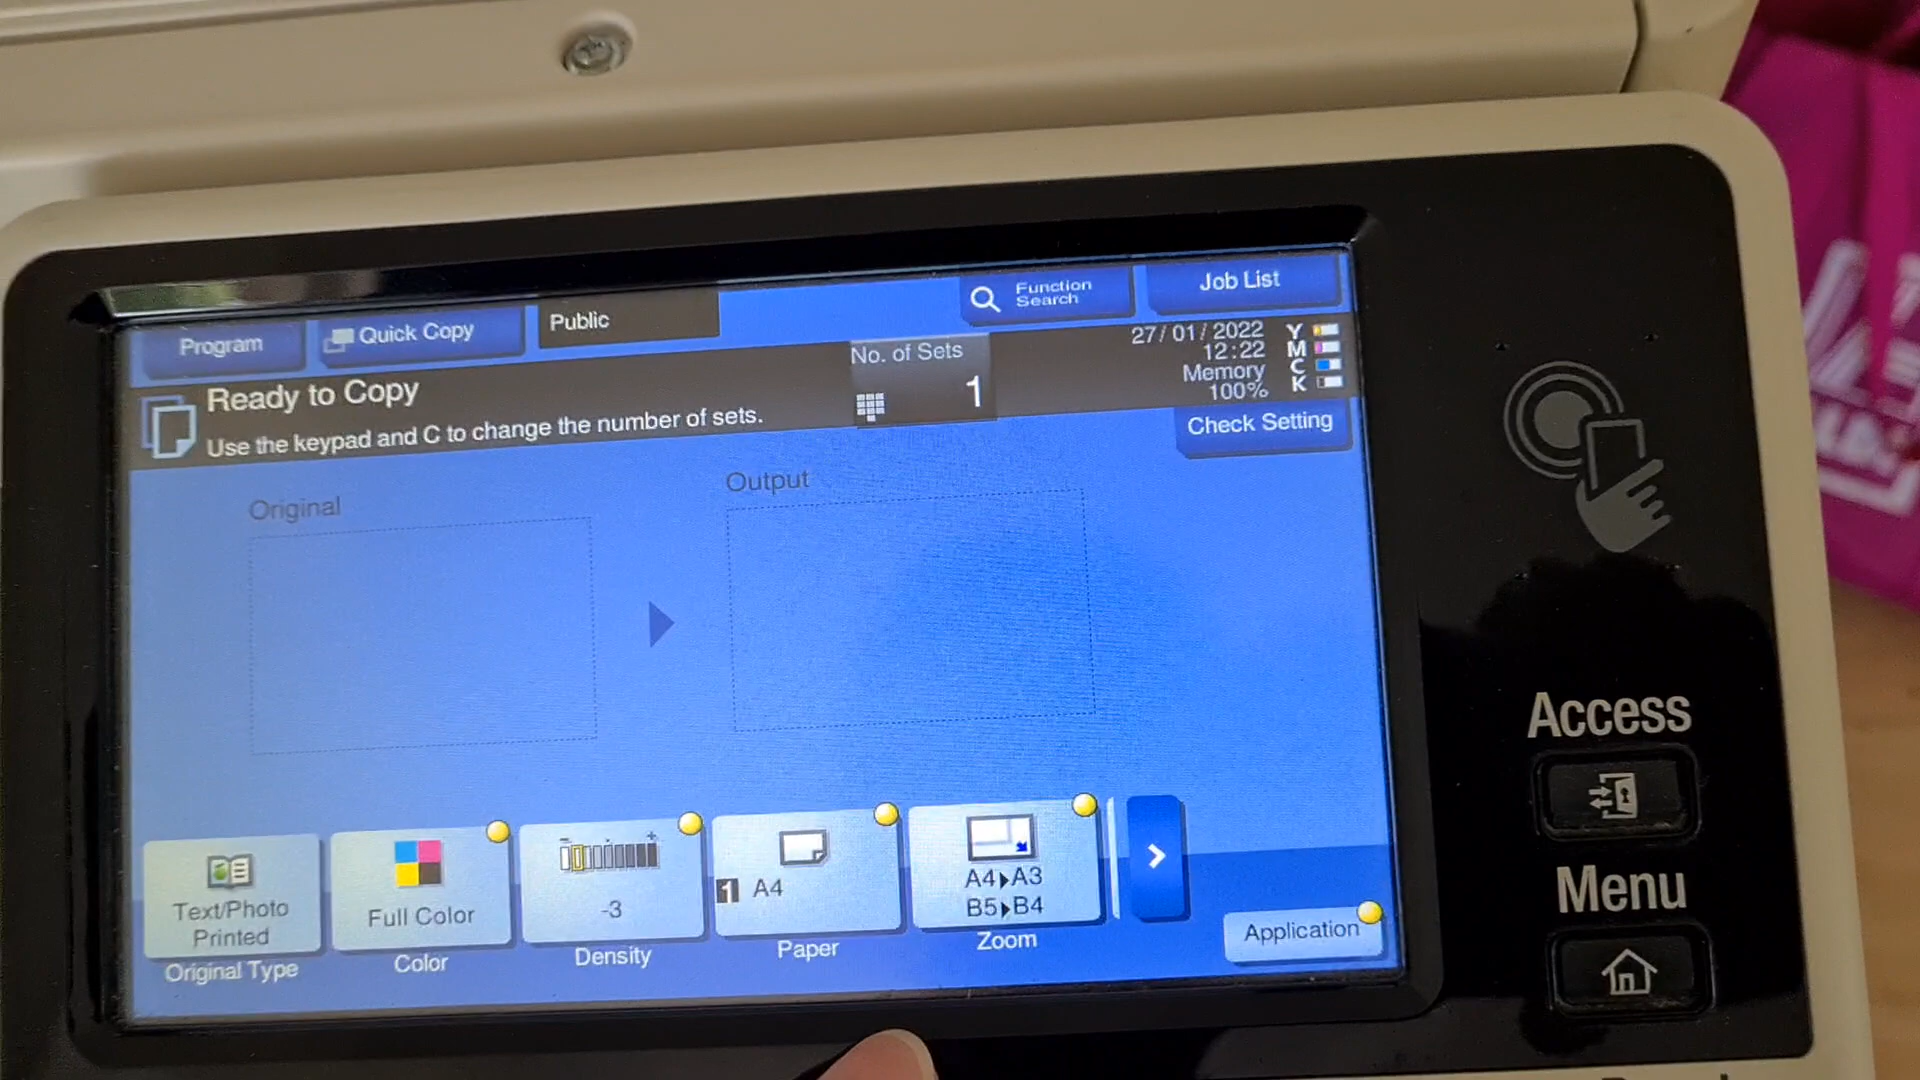 Program
Quick Copy
Public
Function
Search
Job List
Ready to Copy
Use the keypad and C to change the number of sets.
No. of Sets
1
27/01/2022
12:22
Memory
100%
Y
M
C
K
Check Setting
Original
Output
Text/Photo
Printed
Original Type
Full Color
Color
- +
-3
Density
1 A4
Paper
A4▶A3
B5▶B4
Zoom
Application
Access
Menu